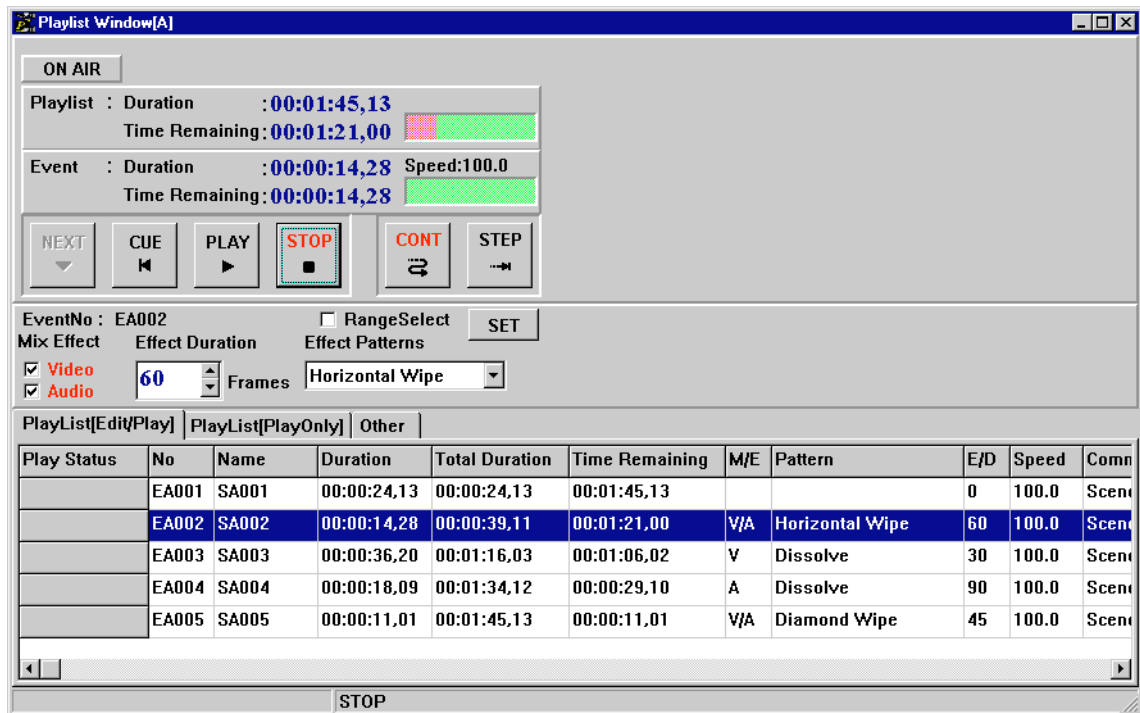 Playlist Window[A]
ON AIR
Playlist : Duration :00:01:45,13
Time Remaining:00:01:21,00
Event : Duration :00:00:14,28 Speed:100.0
Time Remaining:00:00:14,28
NEXT CUE PLAY STOP CONT STEP
EventNo : EA002 RangeSelect SET
Mix Effect Effect Duration Effect Patterns
Video
60 Frames Horizontal Wipe
Audio
PlayList[Edit/Play] PlayList[PlayOnly] Other
Play Status No Name Duration Total Duration Time Remaining M/E Pattern E/D Speed Comm
EA001 SA001 00:00:24,13 00:00:24,13 00:01:45,13 0 100.0 Scene
EA002 SA002 00:00:14,28 00:00:39,11 00:01:21,00 V/A Horizontal Wipe 60 100.0 Scene
EA003 SA003 00:00:36,20 00:01:16,03 00:01:06,02 V Dissolve 30 100.0 Scene
EA004 SA004 00:00:18,09 00:01:34,12 00:00:29,10 A Dissolve 90 100.0 Scene
EA005 SA005 00:00:11,01 00:01:45,13 00:00:11,01 V/A Diamond Wipe 45 100.0 Scene
STOP